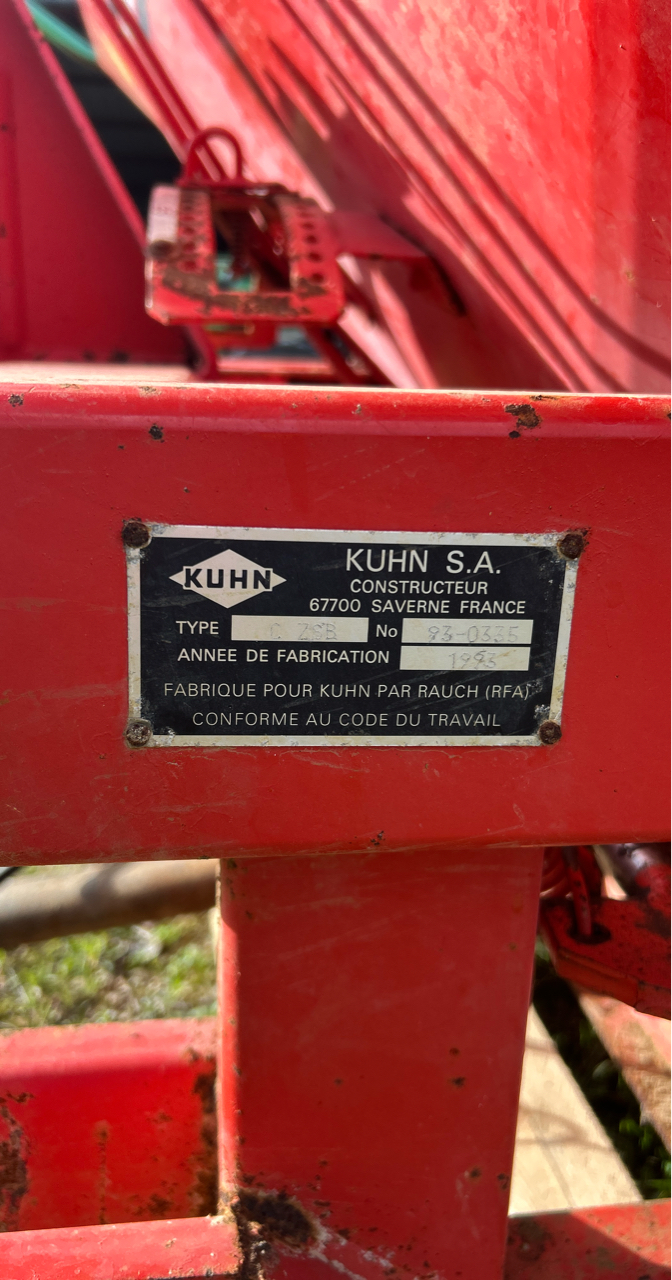 KUHN
KUHN S.A.
CONSTRUCTEUR
67700 SAVERNE FRANCE
TYPE C ZSB No 93-0335
ANNEE DE FABRICATION 1993
FABRIQUE POUR KUHN PAR RAUCH (RFA)
CONFORME AU CODE DU TRAVAIL